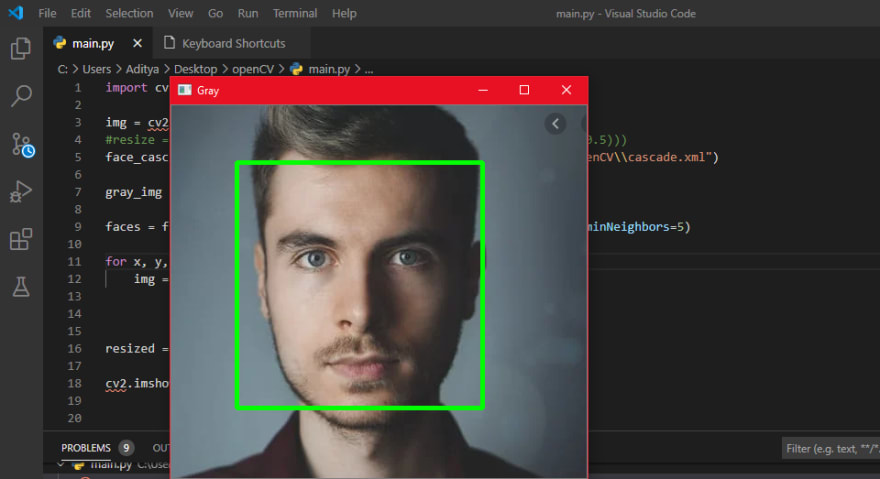 File Edit Selection View Go Run Terminal Help main.py - Visual Studio Code
main.py Keyboard Shortcuts
C: > Users > Aditya > Desktop > openCV > main.py > ...
Gray
1 import cv
2
3 img = cv2
4 #resize = 0.5)))
5 face_casc enCV\\cascade.xml")
6
7 gray_img
8
9 faces = f minNeighbors=5)
10
11 for x, y,
12 img =
13
14
15
16 resized =
17
18 cv2.imsho
19
20
PROBLEMS 9 OU Filter (e.g. text, **/*.
main.py C:\User